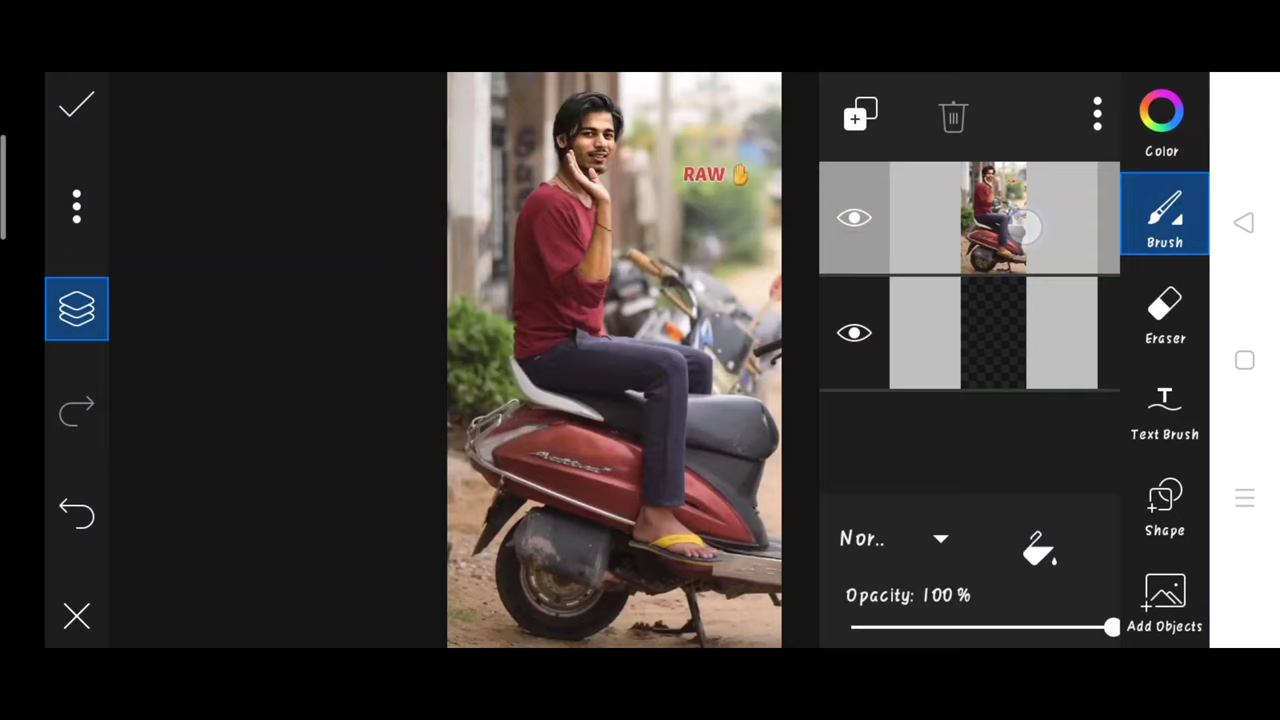 RAW ✋
Color
Brush
Eraser
Text Brush
Shape
Nor..
Opacity: 100%
Add Objects